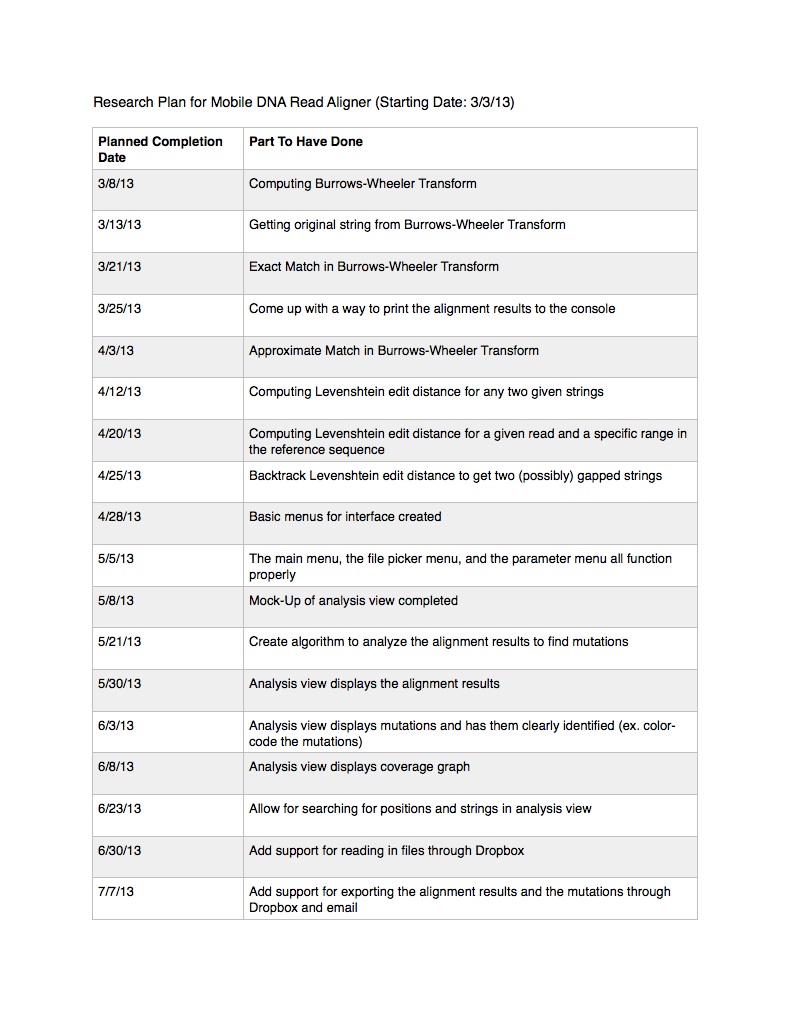 Research Plan for Mobile DNA Read Aligner (Starting Date: 3/3/13)
Planned Completion Date
Part To Have Done
3/8/13
Computing Burrows-Wheeler Transform
3/13/13
Getting original string from Burrows-Wheeler Transform
3/21/13
Exact Match in Burrows-Wheeler Transform
3/25/13
Come up with a way to print the alignment results to the console
4/3/13
Approximate Match in Burrows-Wheeler Transform
4/12/13
Computing Levenshtein edit distance for any two given strings
4/20/13
Computing Levenshtein edit distance for a given read and a specific range in
the reference sequence
4/25/13
Backtrack Levenshtein edit distance to get two (possibly) gapped strings
4/28/13
Basic menus for interface created
5/5/13
The main menu, the file picker menu, and the parameter menu all function
properly
5/8/13
Mock-Up of analysis view completed
5/21/13
Create algorithm to analyze the alignment results to find mutations
5/30/13
Analysis view displays the alignment results
6/3/13
Analysis view displays mutations and has them clearly identified (ex. color-
code the mutations)
6/8/13
Analysis view displays coverage graph
6/23/13
Allow for searching for positions and strings in analysis view
6/30/13
Add support for reading in files through Dropbox
7/7/13
Add support for exporting the alignment results and the mutations through
Dropbox and email